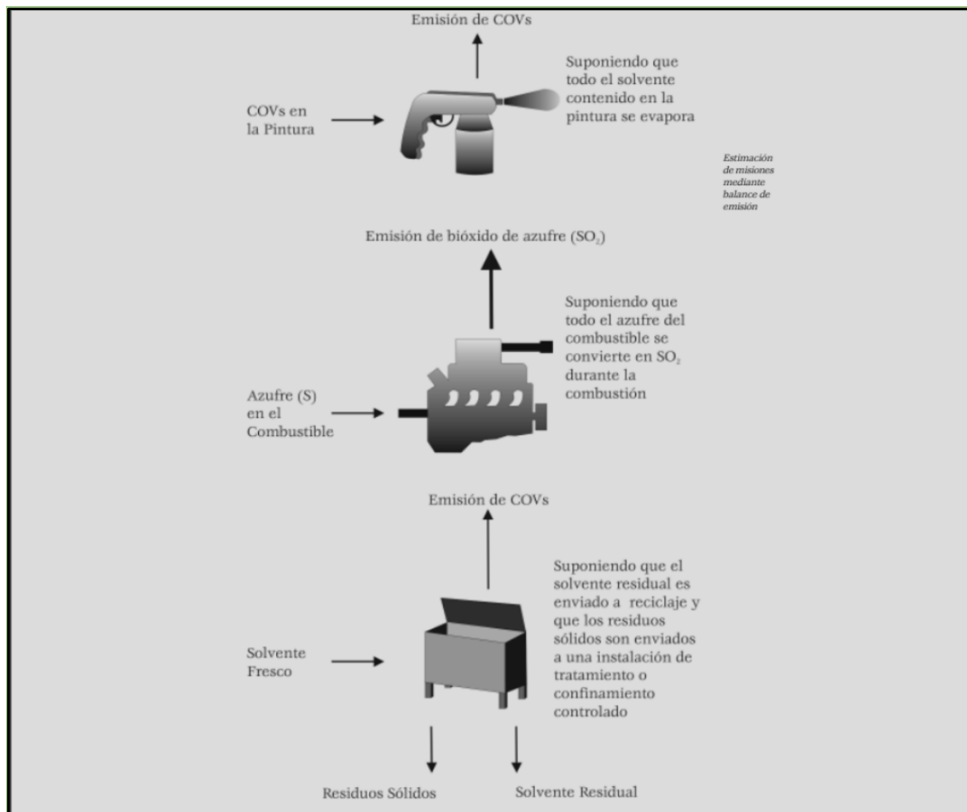 Emisión de COVs
Suponiendo que
todo el solvente
contenido en la
pintura se evapora
COVs en
la Pintura
Estimación
de misiones
mediante
balance de
emisión
Emisión de bióxido de azufre (SO₂)
Suponiendo que
todo el azufre del
combustible se
convierte en SO₂
durante la
combustión
Azufre (S)
en el
Combustible
Emisión de COVs
Suponiendo que el
solvente residual es
enviado a reciclaje y
que los residuos
sólidos son enviados
a una instalación de
tratamiento o
confinamiento
controlado
Solvente
Fresco
Residuos Sólidos
Solvente Residual